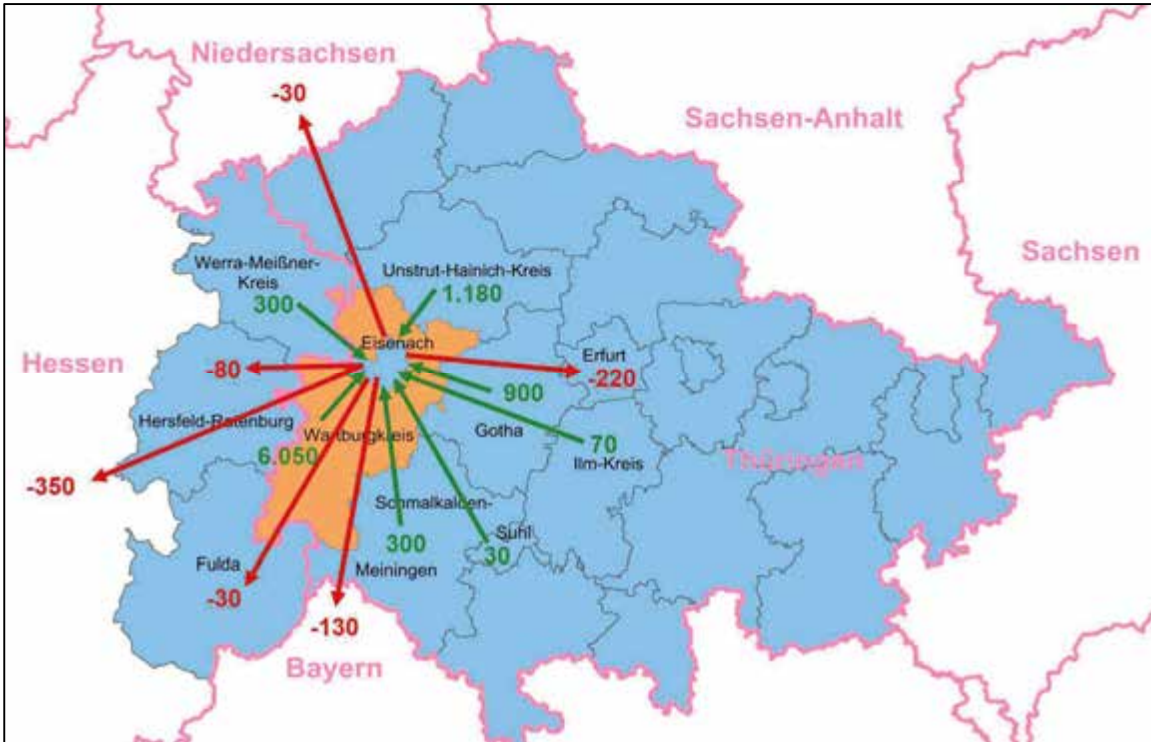 Niedersachsen
-30
Sachsen-Anhalt
Sachsen
Werra-Meißner-
Kreis
300
Unstrut-Hainich-Kreis
1.180
Eisenach
Hessen
-80
Erfurt
-220
900
Hersfeld-Rotenburg
Wartburgkreis
Gotha
70
6.050
Ilm-Kreis
Thüringen
-350
Schmalkalden-
Suhl
300
30
Fulda
Meiningen
-30
-130
Bayern